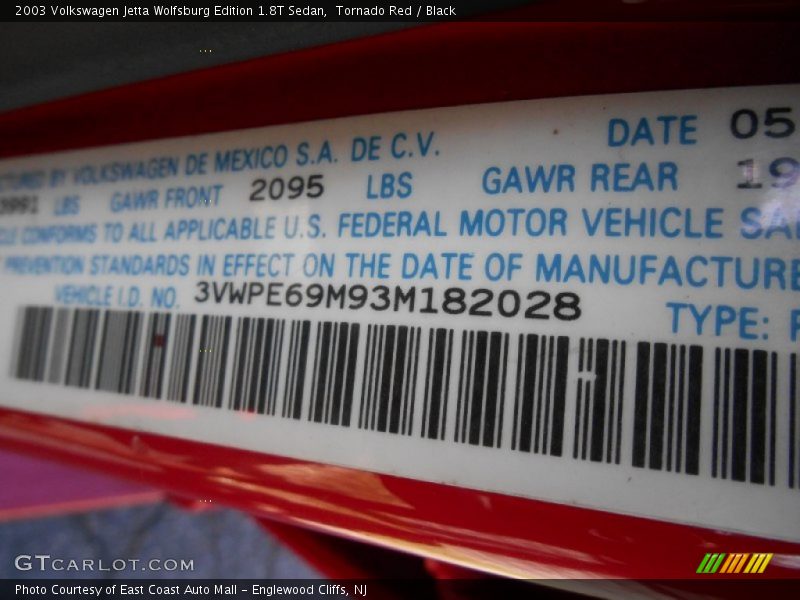 2003 Volkswagen Jetta Wolfsburg Edition 1.8T Sedan, Tornado Red / Black
BY VOLKSWAGEN DE MEXICO S.A. DE C.V. DATE 05
LBS GAWR FRONT 2095 LBS GAWR REAR 19
CONFORMS TO ALL APPLICABLE U.S. FEDERAL MOTOR VEHICLE
PREVENTION STANDARDS IN EFFECT ON THE DATE OF MANUFACTURE
VEHICLE I.D. NO. 3VWPE69M93M182028 TYPE:
GTCARLOT.COM
Photo Courtesy of East Coast Auto Mall - Englewood Cliffs, NJ